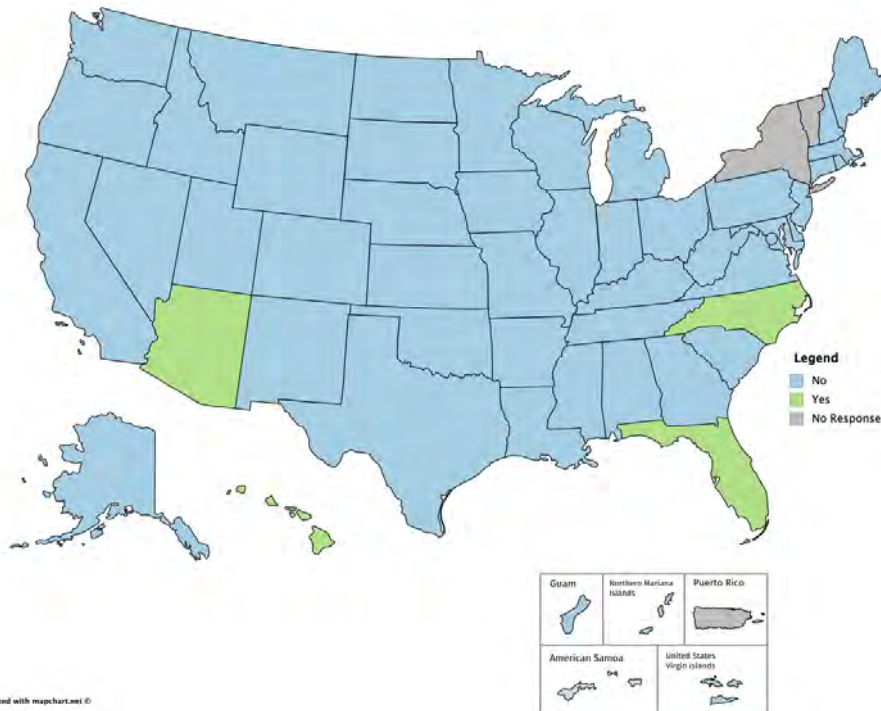 Legend
No
Yes
No Response
Guam
Northern Mariana
Islands
Puerto Rico
American Samoa
United States
Virgin Islands
ted with mapchart.net ©